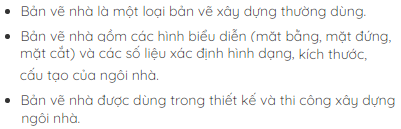 • Bản vẽ nhà là một loại bản vẽ xây dựng thường dùng.
• Bản vẽ nhà gồm các hình biểu diễn (mặt bằng, mặt đứng,
mặt cắt) và các số liệu xác định hình dạng, kích thước,
cấu tạo của ngôi nhà.
• Bản vẽ nhà được dùng trong thiết kế và thi công xây dựng
ngôi nhà.